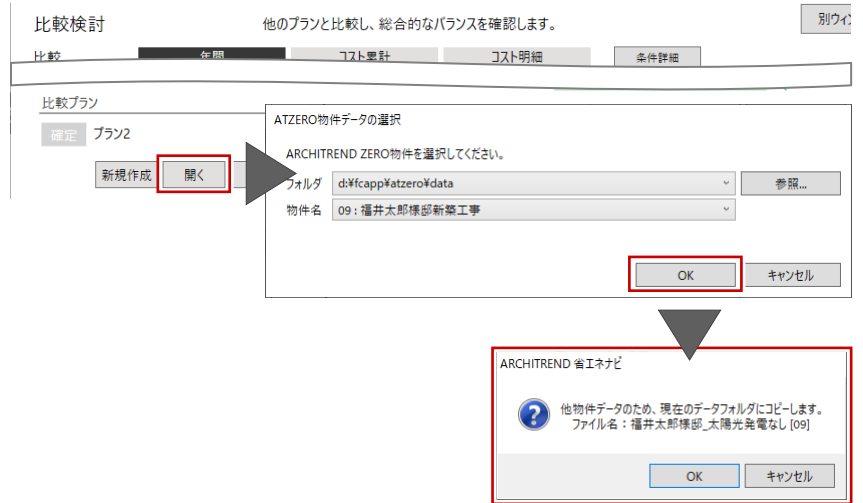 比較検討
他のプランと比較し、総合的なバランスを確認します。
別ウィン
比較
年間
コスト累計
コスト明細
条件詳細
比較プラン
確定
プラン2
新規作成
開く
ATZERO物件データの選択
ARCHITREND ZERO物件を選択してください。
フォルダ
d:¥fcapp¥atzero¥data
参照...
物件名
09 : 福井太郎様邸新築工事
OK
キャンセル
ARCHITREND 省エネナビ
他物件データのため、現在のデータフォルダにコピーします。
ファイル名：福井太郎様邸_太陽光発電なし [09]
OK
キャンセル